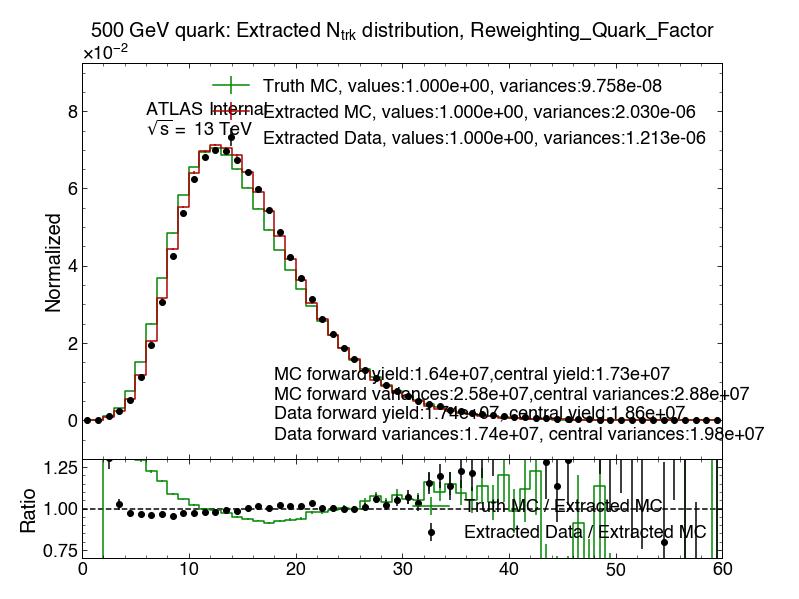 500 GeV quark: Extracted Ntrk distribution, Reweighting_Quark_Factor
×10−2
Truth MC, values:1.000e+00, variances:9.758e-08
ATLAS Internal
Extracted MC, values:1.000e+00, variances:2.030e-06
√s = 13 TeV
Extracted Data, values:1.000e+00, variances:1.213e-06
8
6
4
2
0
Normalized
MC forward yield:1.64e+07,central yield:1.73e+07
MC forward variances:2.58e+07,central variances:2.88e+07
Data forward yield:1.74e+07, central yield:1.86e+07
Data forward variances:1.74e+07, central variances:1.98e+07
1.25
1.00
0.75
Ratio
Truth MC / Extracted MC
Extracted Data / Extracted MC
0 10 20 30 40 50 60